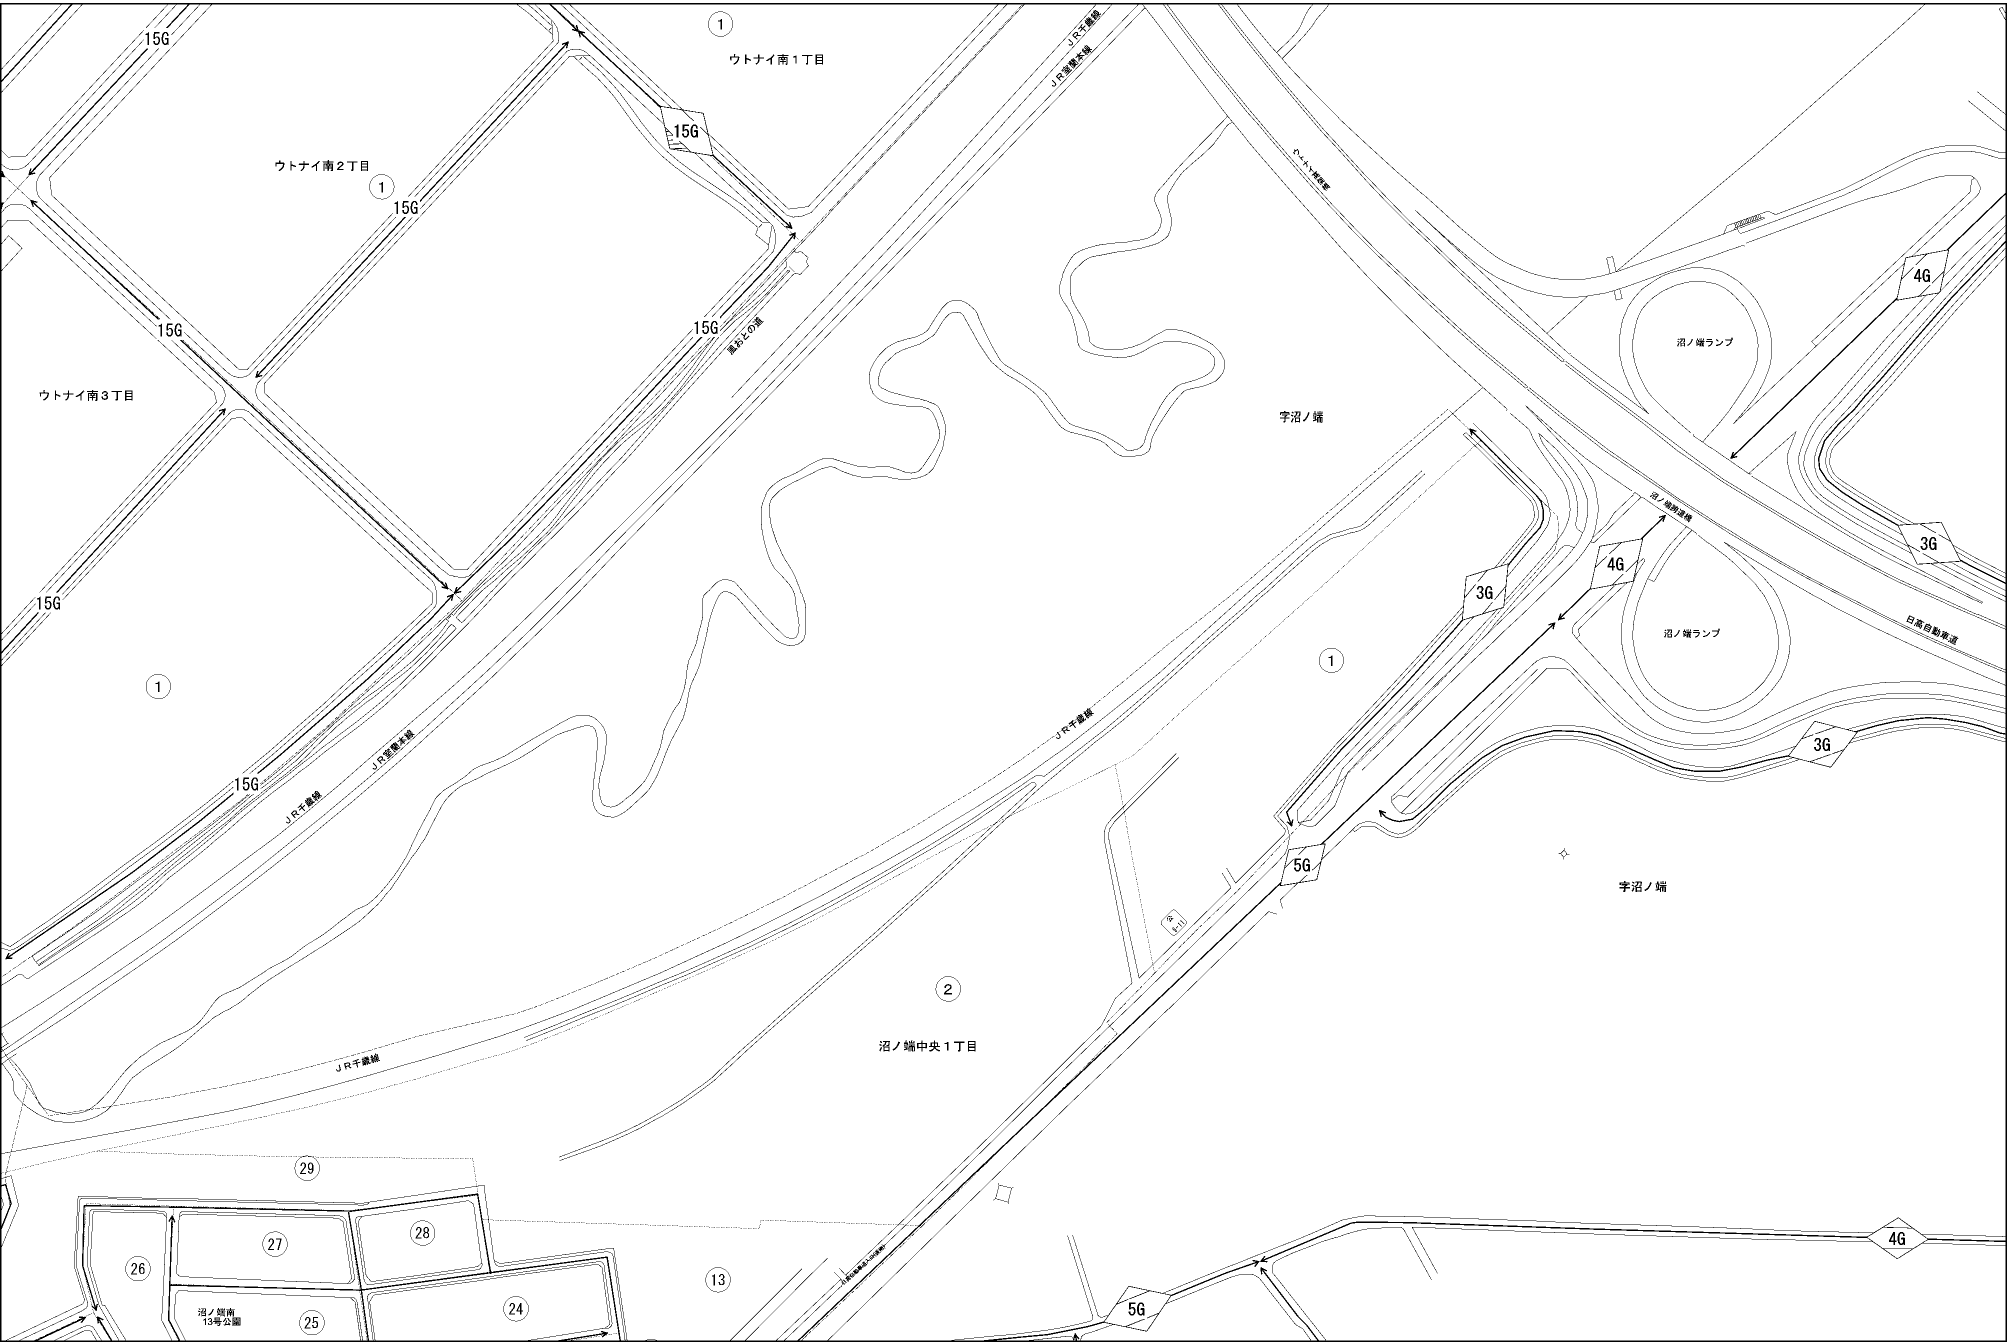 15G
①
ウトナイ南１丁目
ＪＲ千歳線
ＪＲ室蘭本線
15G
ウトナイ南２丁目
①
15G
4G
15G
15G
風おとの道
沼ノ端ランプ
ウトナイ南３丁目
字沼ノ端
沼ノ端跨道橋
3G
4G
3G
15G
沼ノ端ランプ
日高自動車道
①
①
ＪＲ千歳線
3G
ＪＲ室蘭本線
15G
ＪＲ千歳線
5G
字沼ノ端
②
沼ノ端中央１丁目
ＪＲ千歳線
㉙
㉘
㉗
4G
㉖
⑬
沼ノ端南
13号公園
㉕
㉔
5G